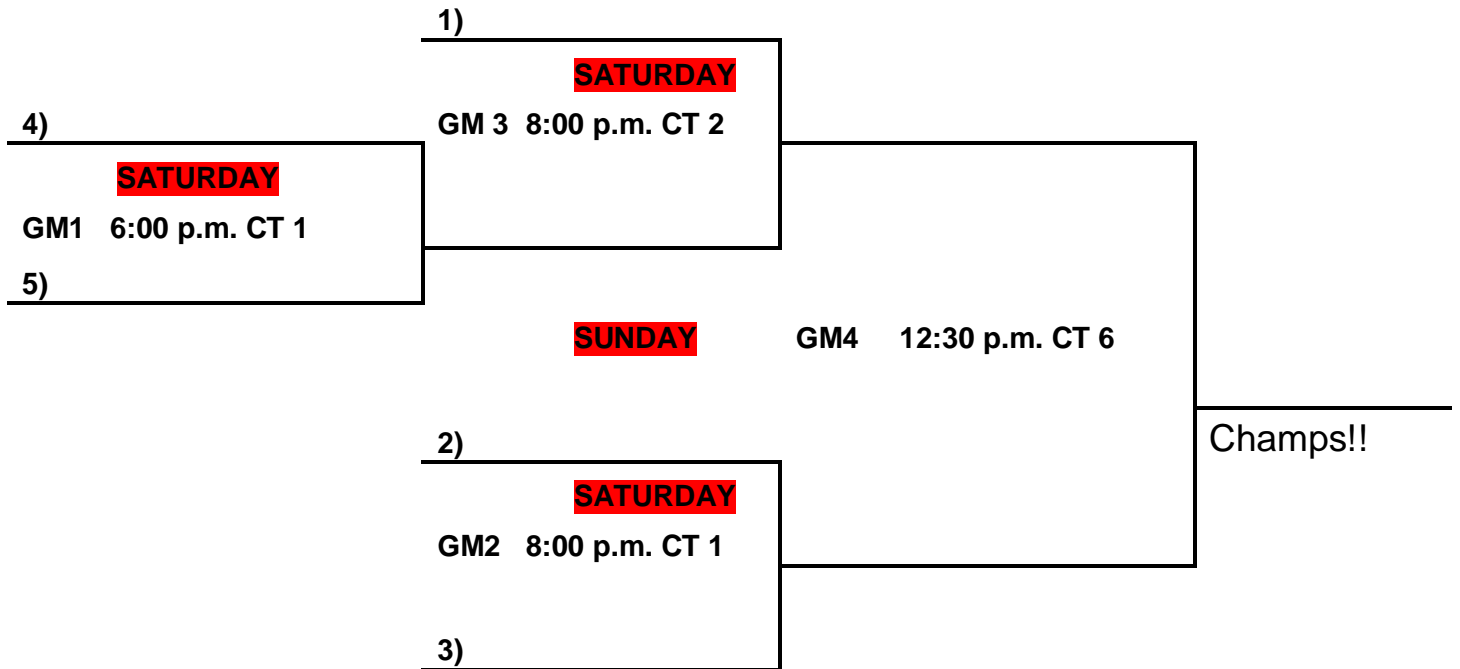 1)
SATURDAY
4)
GM 3 8:00 p.m. CT 2
SATURDAY
GM1 6:00 p.m. CT 1
5)
SUNDAY
GM4 12:30 p.m. CT 6
Champs!!
2)
SATURDAY
GM2 8:00 p.m. CT 1
3)